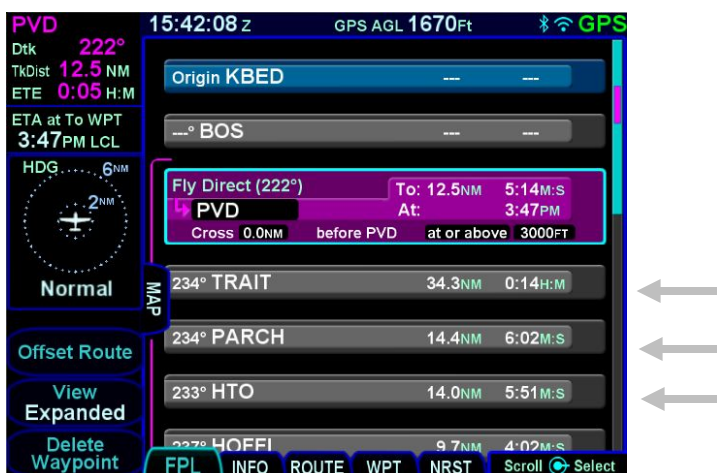 PVD
Dtk 222°
TkDist 12.5 NM
ETE 0:05 H:M
ETA at To WPT
3:47PM LCL
HDG 6NM
2NM
Normal
Offset Route
View
Expanded
Delete
Waypoint
15:42:08 Z GPS AGL 1670Ft GPS
MAP
Origin KBED --- ---
---° BOS --- ---
Fly Direct (222°) To: 12.5NM 5:14M:S
PVD At: 3:47PM
Cross 0.0NM before PVD at or above 3000FT
234° TRAIT 34.3NM 0:14H:M
234° PARCH 14.4NM 6:02M:S
233° HTO 14.0NM 5:51M:S
237° HOFFI 9.7NM 4:02M:S
FPL INFO ROUTE WPT NRST Scroll Select